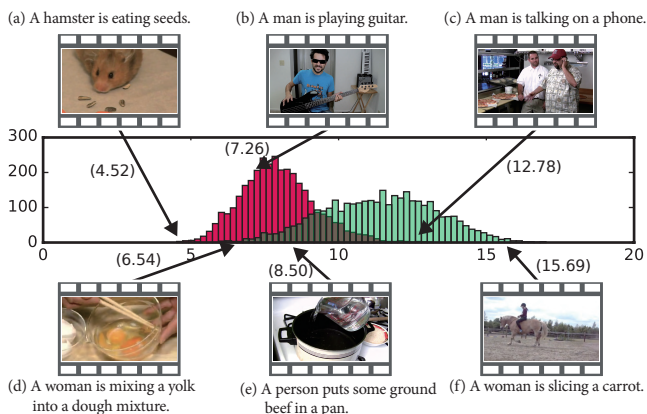 (a) A hamster is eating seeds.
(b) A man is playing guitar.
(c) A man is talking on a phone.
300
200
100
0
(4.52)
(7.26)
(12.78)
0
5
10
15
20
(6.54)
(8.50)
(15.69)
(d) A woman is mixing a yolk
into a dough mixture.
(e) A person puts some ground
beef in a pan.
(f) A woman is slicing a carrot.